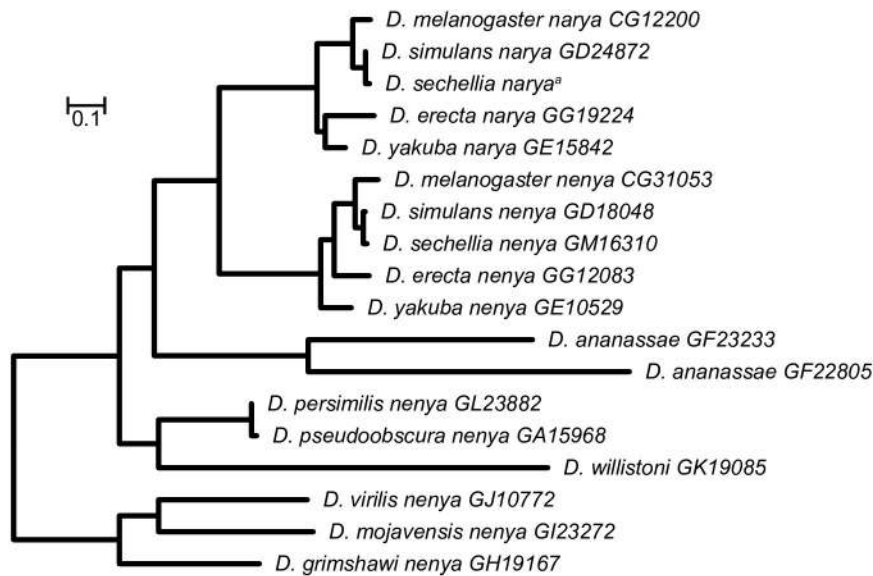 D. melanogaster narya CG12200
D. simulans narya GD24872
D. sechellia naryaᵃ
0.1
D. erecta narya GG19224
D. yakuba narya GE15842
D. melanogaster nenya CG31053
D. simulans nenya GD18048
D. sechellia nenya GM16310
D. erecta nenya GG12083
D. yakuba nenya GE10529
D. ananassae GF23233
D. ananassae GF22805
D. persimilis nenya GL23882
D. pseudoobscura nenya GA15968
D. willistoni GK19085
D. virilis nenya GJ10772
D. mojavensis nenya GI23272
D. grimshawi nenya GH19167